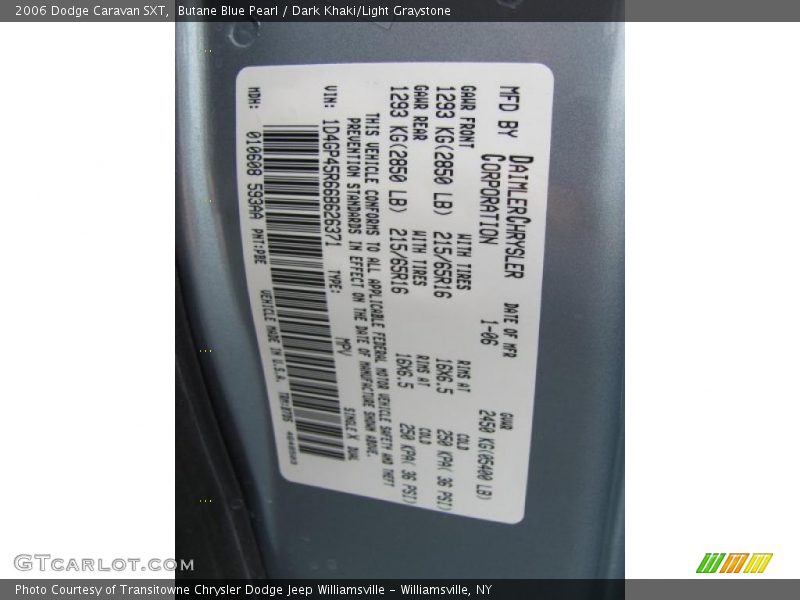 2006 Dodge Caravan SXT,  Butane Blue Pearl / Dark Khaki/Light Graystone
MFD BY DAIMLERCHRYSLER CORPORATION
DATE OF MFR 1-06
GVWR 2450 KG(05400 LB)
GAWR FRONT WITH TIRES RIMS AT COLD
1293 KG(2850 LB) 215/65R16 16X6.5 250 KPA( 36 PSI)
GAWR REAR WITH TIRES RIMS AT COLD
1293 KG(2850 LB) 215/65R16 16X6.5 250 KPA( 36 PSI)
THIS VEHICLE CONFORMS TO ALL APPLICABLE FEDERAL MOTOR VEHICLE SAFETY AND THEFT
PREVENTION STANDARDS IN EFFECT ON THE DATE OF MANUFACTURE SHOWN ABOVE.
VIN: 1D4GP45R66B626371 TYPE: MPV SINGLE X DUAL
MDH: 010608 593AA PNT:PBE VEHICLE MADE IN U.S.A.
GTCARLOT.COM
Photo Courtesy of Transitowne Chrysler Dodge Jeep Williamsville - Williamsville, NY